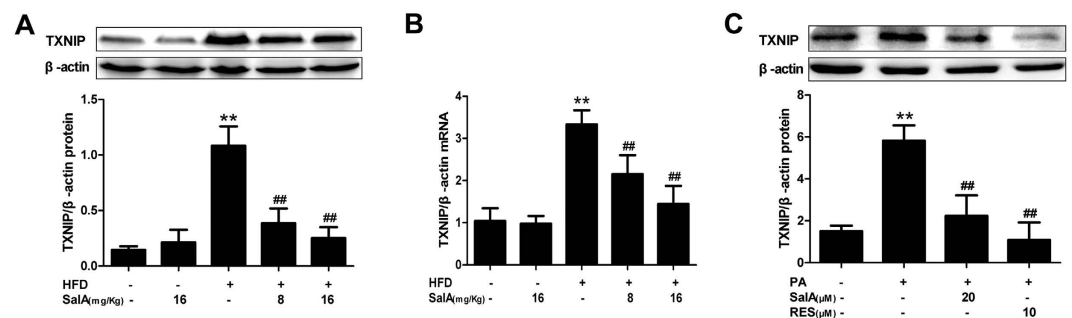 A
TXNIP
β -actin
TXNIP/β -actin protein
1.5
1.0
0.5
0.0
**
##
##
HFD - - + + +
SalA(mg/Kg) - 16 - 8 16
B
TXNIP/β -actin mRNA
4
3
2
1
0
**
##
##
HFD - - + + +
SalA(mg/Kg) - 16 - 8 16
C
TXNIP
β -actin
TXNIP/β -actin protein
8
6
4
2
0
**
##
##
PA - + + +
SalA(μM) - - 20 -
RES(μM) - - - 10